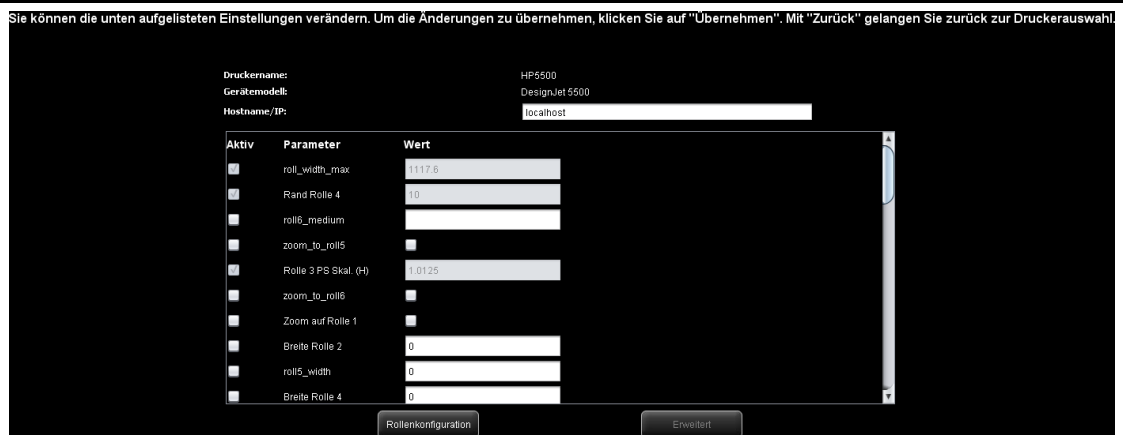 Sie können die unten aufgelisteten Einstellungen verändern. Um die Änderungen zu übernehmen, klicken Sie auf "Übernehmen". Mit "Zurück" gelangen Sie zurück zur Druckerauswahl.
Druckername: HP5500
Gerätemodell: DesignJet 5500
Hostname/IP: localhost
Aktiv Parameter Wert
roll_width_max 1117.6
Rand Rolle 4 10
roll6_medium
zoom_to_roll5
Rolle 3 PS Skal. (H) 1.0125
zoom_to_roll6
Zoom auf Rolle 1
Breite Rolle 2 0
roll5_width 0
Breite Rolle 4 0
Rollenkonfiguration Erweitert